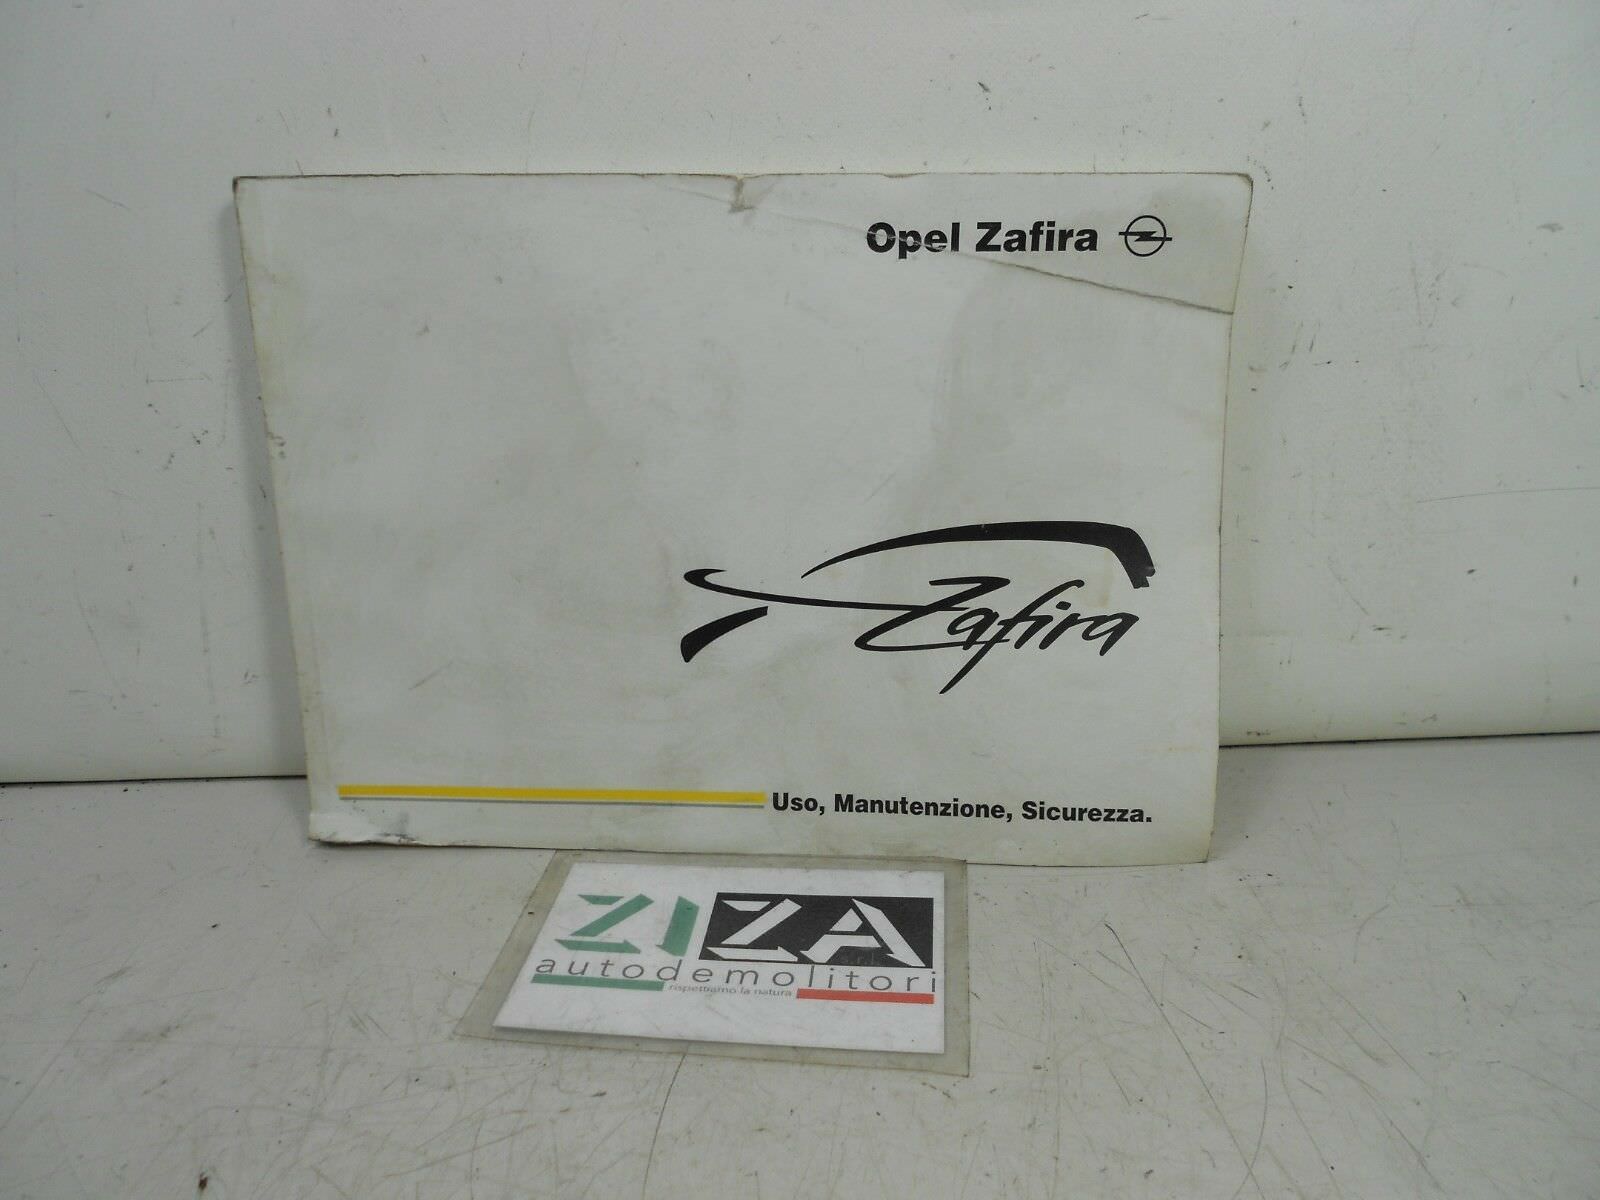 Opel Zafira
Zafira
Uso, Manutenzione, Sicurezza.
ZIZA
autodemolitori
rispettiamo la natura